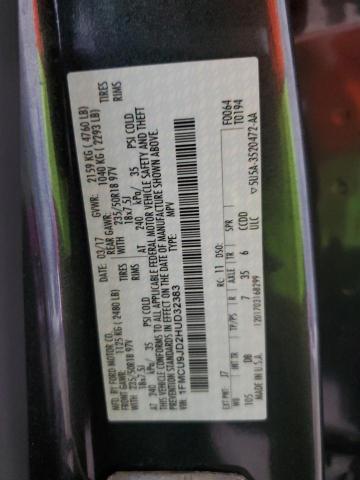 MFD. BY FORD MOTOR CO.
DATE: 03/17 GVWR: 2159 KG ( 4760 LB)
FRONT GAWR: 1125 KG ( 2480 LB) REAR GAWR: 1040 KG ( 2293 LB)
WITH 235/50R18 97V TIRES WITH 235/50R18 97V TIRES
18x7.5J RIMS 18x7.5J RIMS
AT 240 kPa/ 35 PSI COLD AT 240 kPa/ 35 PSI COLD
THIS VEHICLE CONFORMS TO ALL APPLICABLE FEDERAL MOTOR VEHICLE SAFETY AND THEFT
PREVENTION STANDARDS IN EFFECT ON THE DATE OF MANUFACTURE SHOWN ABOVE.
VIN: 1FMCU9JD2HUD32383
TYPE: MPV
F0064
T0194
EXT PNT: J7 RC: 11 DSO:
WB INT TR TP/PS R AXLE TR SPR
105 DB 7 35 6 CCDD
U.S.A. 1201703168299 ULC
5U5A-3520472-AA